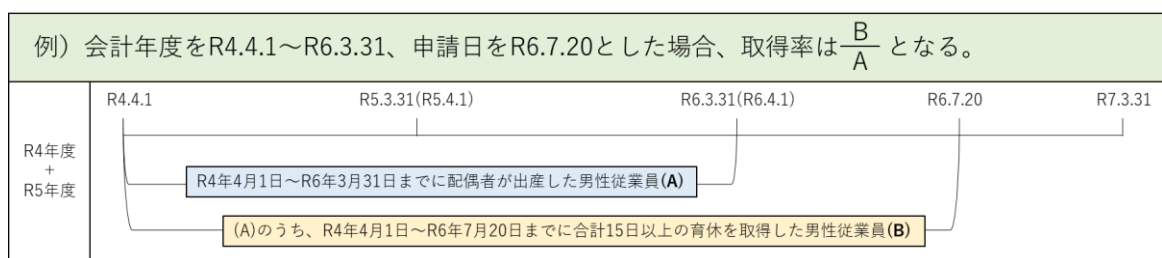 例）会計年度をR4.4.1～R6.3.31、申請日をR6.7.20とした場合、取得率は B/A となる。
R4.4.1 R5.3.31(R5.4.1) R6.3.31(R6.4.1) R6.7.20 R7.3.31
R4年度
+
R5年度
R4年4月1日～R6年3月31日までに配偶者が出産した男性従業員(A)
(A)のうち、R4年4月1日～R6年7月20日までに合計15日以上の育休を取得した男性従業員(B)